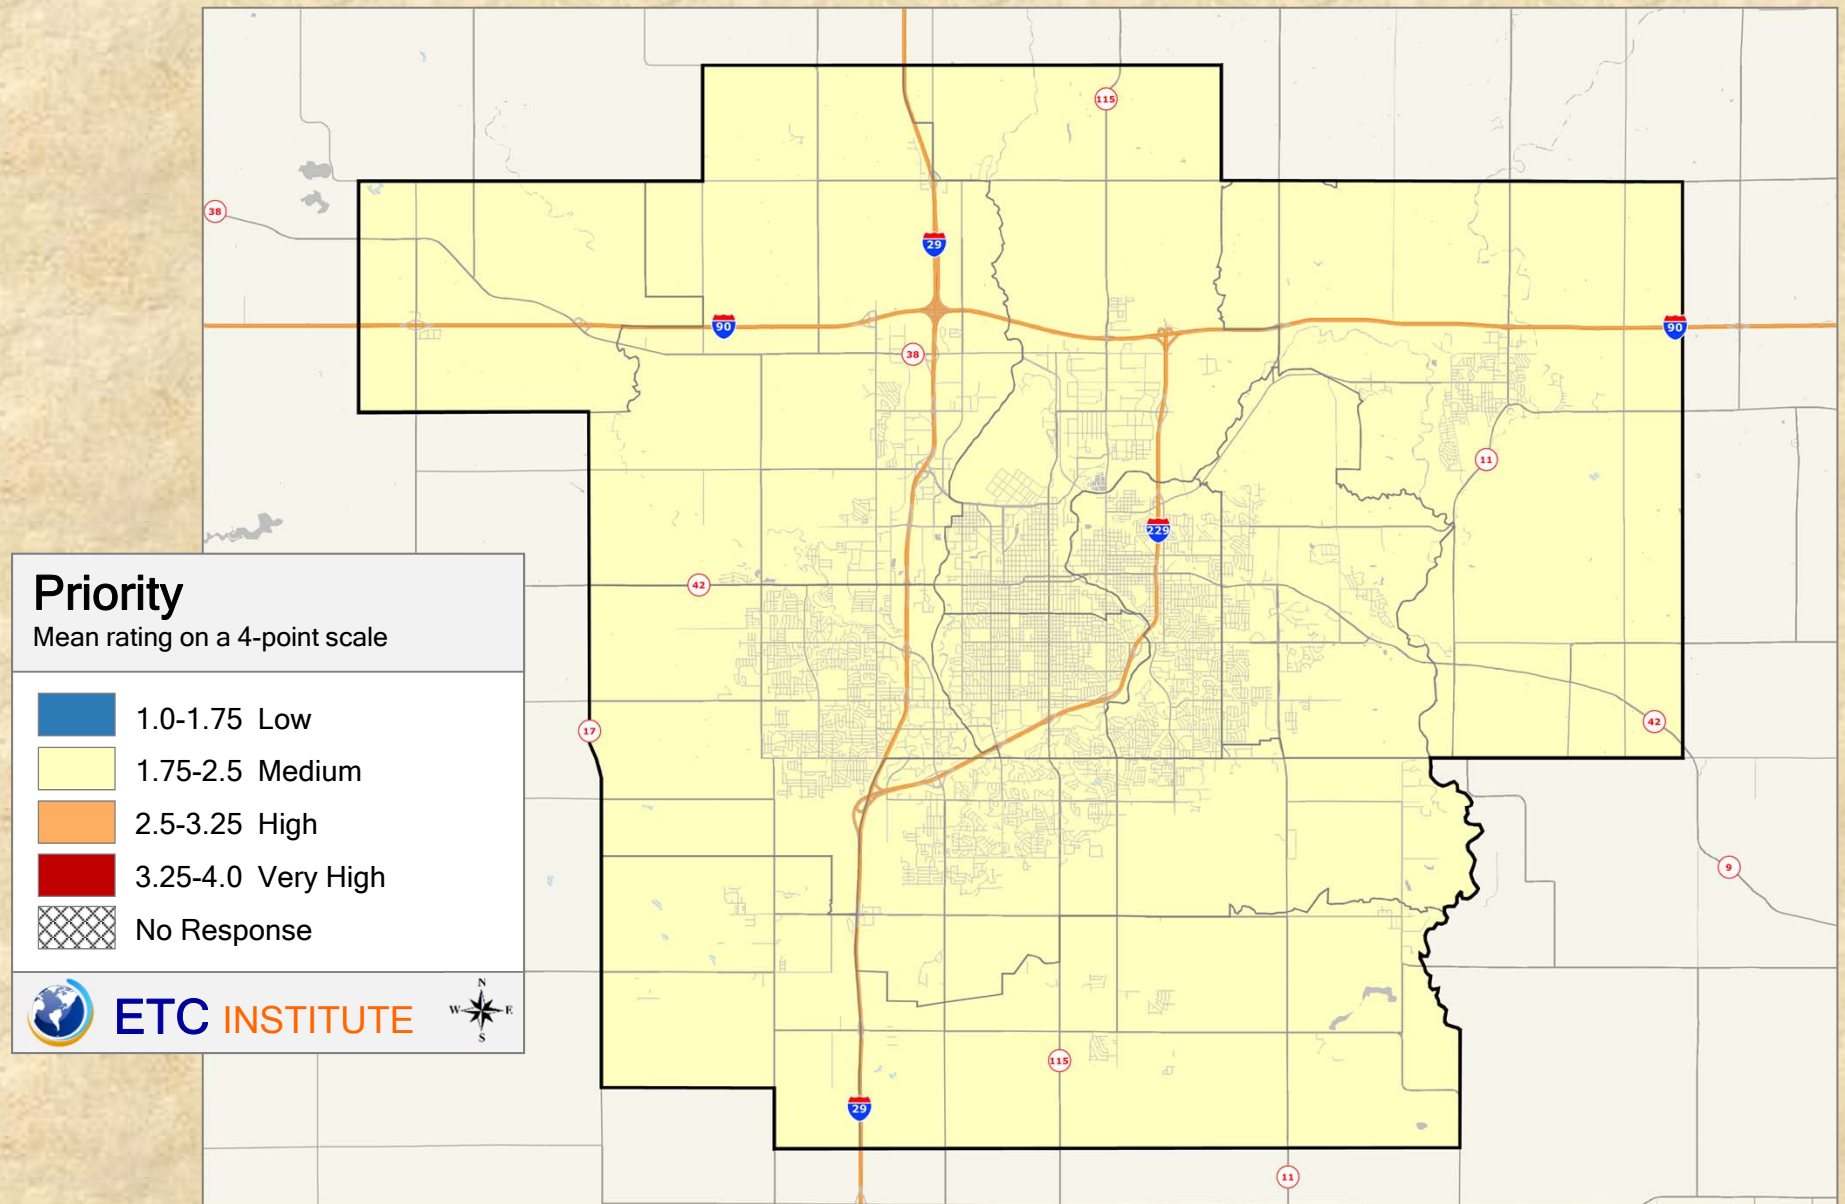 115
38
29
90
90
38
11
229
42
17
42
9
115
29
11
Priority
Mean rating on a 4-point scale
1.0-1.75 Low
1.75-2.5 Medium
2.5-3.25 High
3.25-4.0 Very High
No Response
ETC INSTITUTE
N
W E
S